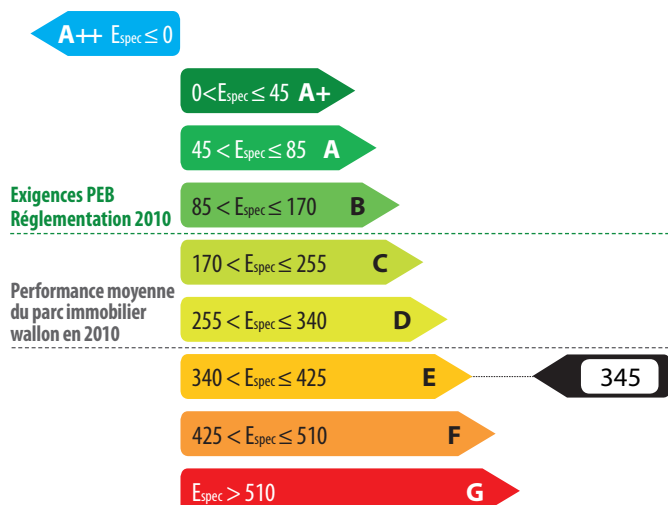 A++ Espec ≤ 0
0<Espec ≤ 45 A+
45 < Espec ≤ 85 A
Exigences PEB
Réglementation 2010
85 < Espec ≤ 170 B
170 < Espec ≤ 255 C
Performance moyenne
du parc immobilier
wallon en 2010
255 < Espec ≤ 340 D
340 < Espec ≤ 425 E
345
425 < Espec ≤ 510 F
Espec > 510 G